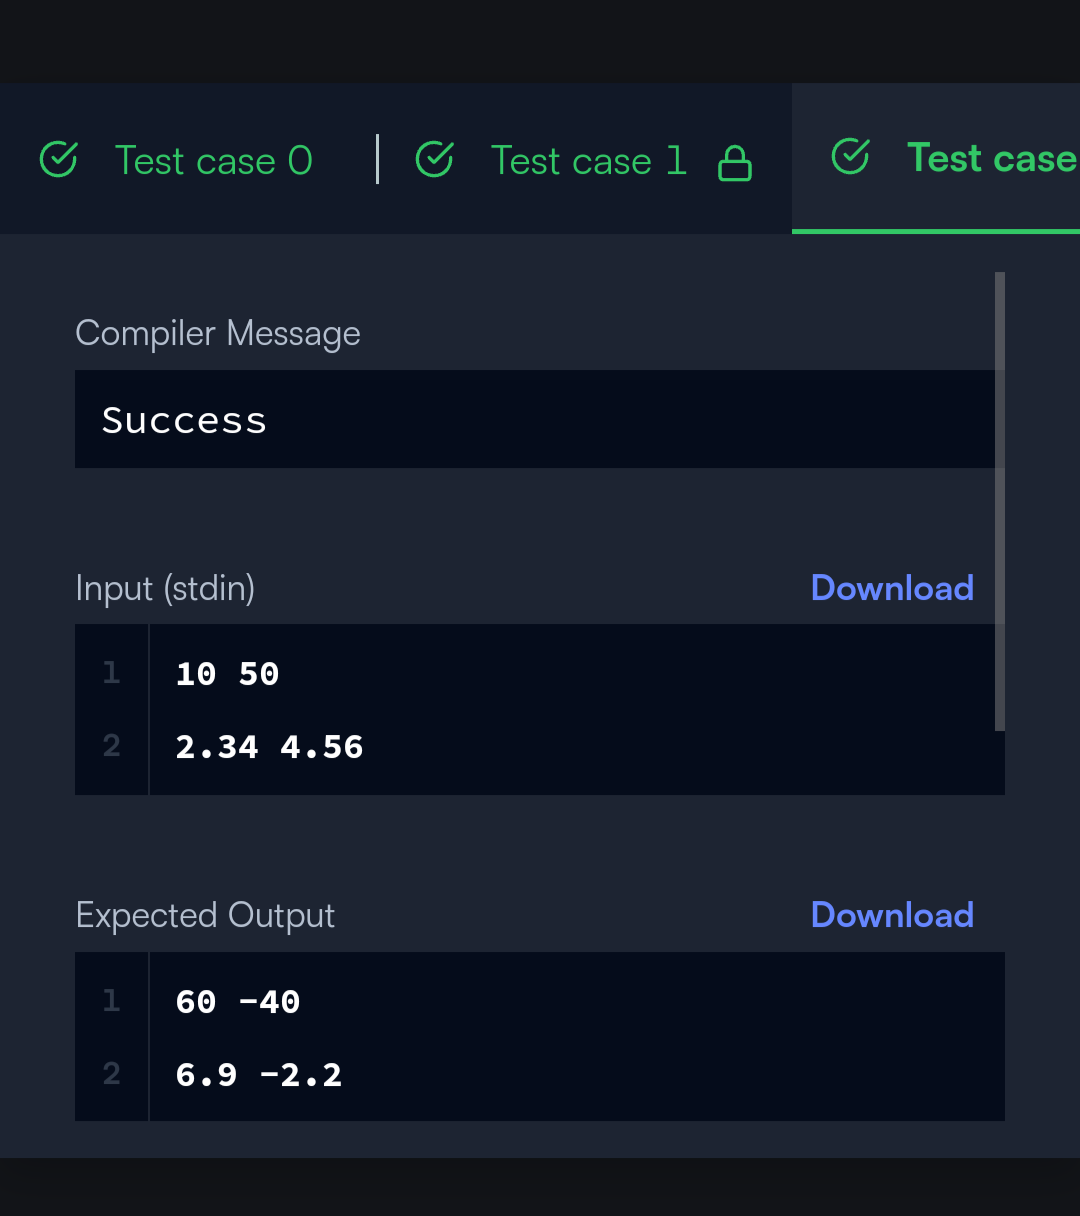 Test case 0 Test case 1 Test case
Compiler Message
Success
Input (stdin) Download
1 10 50
2 2.34 4.56
Expected Output Download
1 60 -40
2 6.9 -2.2